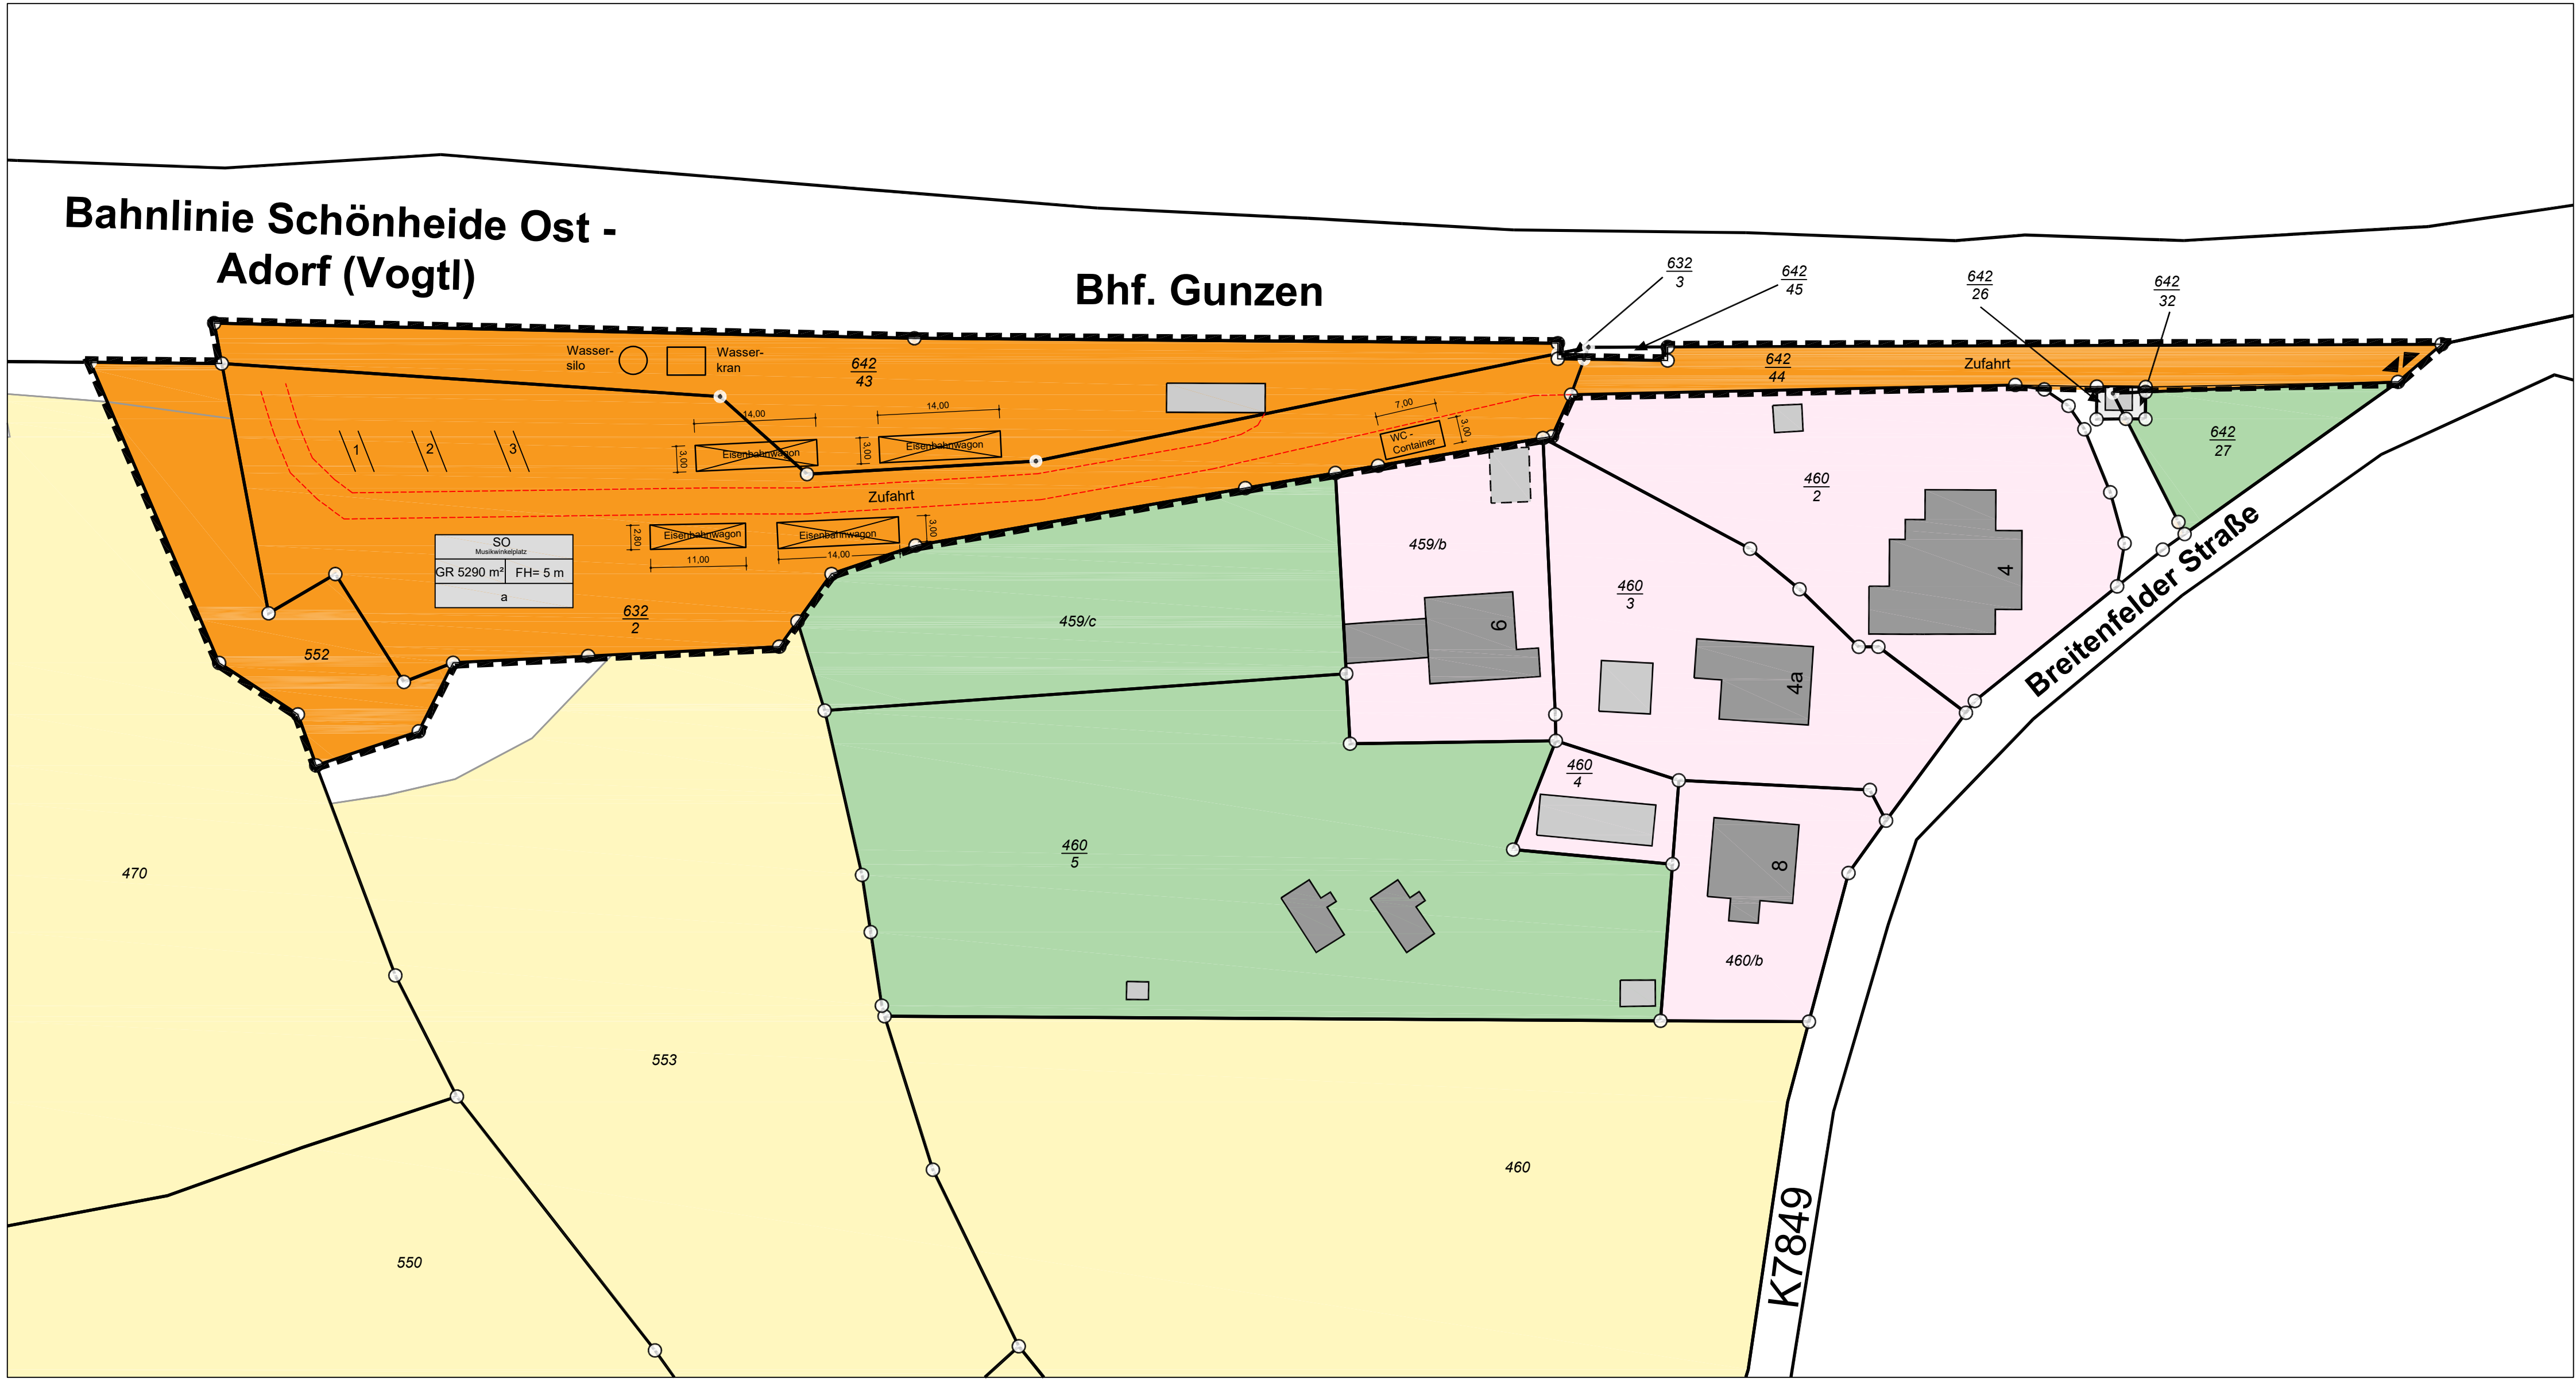 Bahnlinie Schönheide Ost -
Adorf (Vogtl)
Bhf. Gunzen
632
3
642
45
642
26
642
32
Wasser-
silo
Wasser-
kran
642
43
642
44
Zufahrt
14,00
14,00
7,00
3,00
3,00
3,00
Eisenbahnwagon
Eisenbahnwagon
WC -
Container
1
2
3
642
27
460
2
Zufahrt
2,80
Eisenbahnwagon
11,00
Eisenbahnwagon
14,00
3,00
SO
Musikwinkelplatz
GR 5290 m²
FH= 5 m
a
632
2
552
459/c
459/b
6
460
3
4
4a
Breitenfelder Straße
460
4
460
5
8
460/b
470
553
460
550
K7849